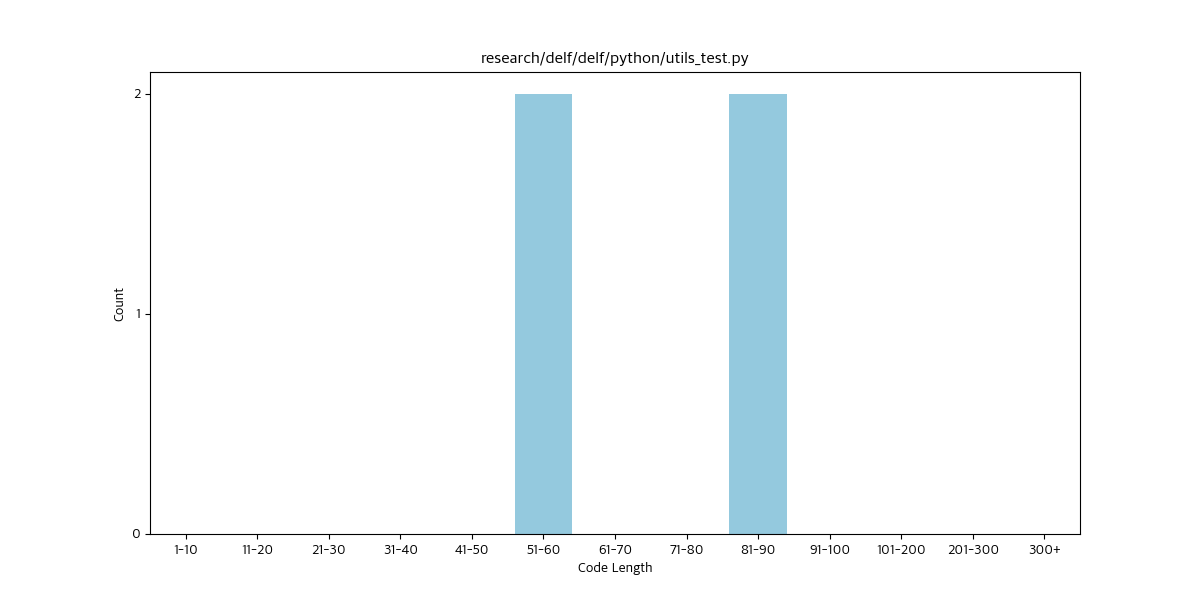 research/delf/delf/python/utils_test.py
2
1
0
Count
1-10 11-20 21-30 31-40 41-50 51-60 61-70 71-80 81-90 91-100 101-200 201-300 300+
Code Length